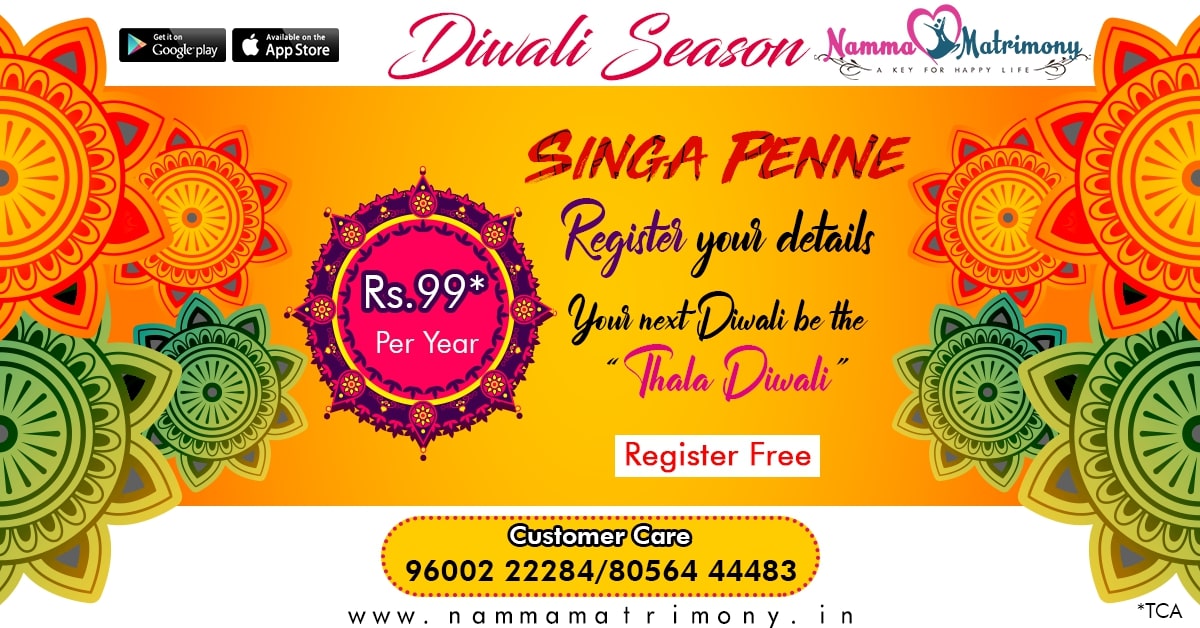 Get it on
Google play
Available on the
App Store
Diwali Season
Namma Matrimony
A KEY FOR HAPPY LIFE
SINGA PENNE
Register your details
Rs.99*
Per Year
Your next Diwali be the
“Thala Diwali”
Register Free
Customer Care
96002 22284/80564 44483
www.nammamatrimony.in
*TCA